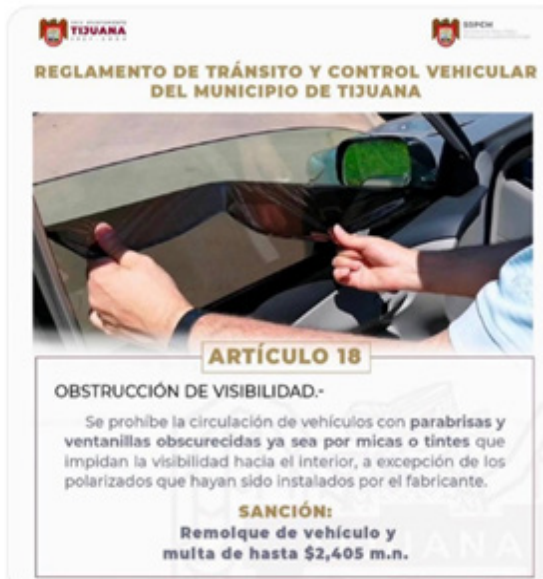 TIJUANA
SSPCM
REGLAMENTO DE TRÁNSITO Y CONTROL VEHICULAR
DEL MUNICIPIO DE TIJUANA
ARTÍCULO 18
OBSTRUCCIÓN DE VISIBILIDAD.-
Se prohíbe la circulación de vehículos con parabrisas y
ventanillas obscurecidas ya sea por micas o tintes que
impidan la visibilidad hacia el interior, a excepción de los
polarizados que hayan sido instalados por el fabricante.
SANCIÓN:
Remolque de vehículo y
multa de hasta $2,405 m.n.